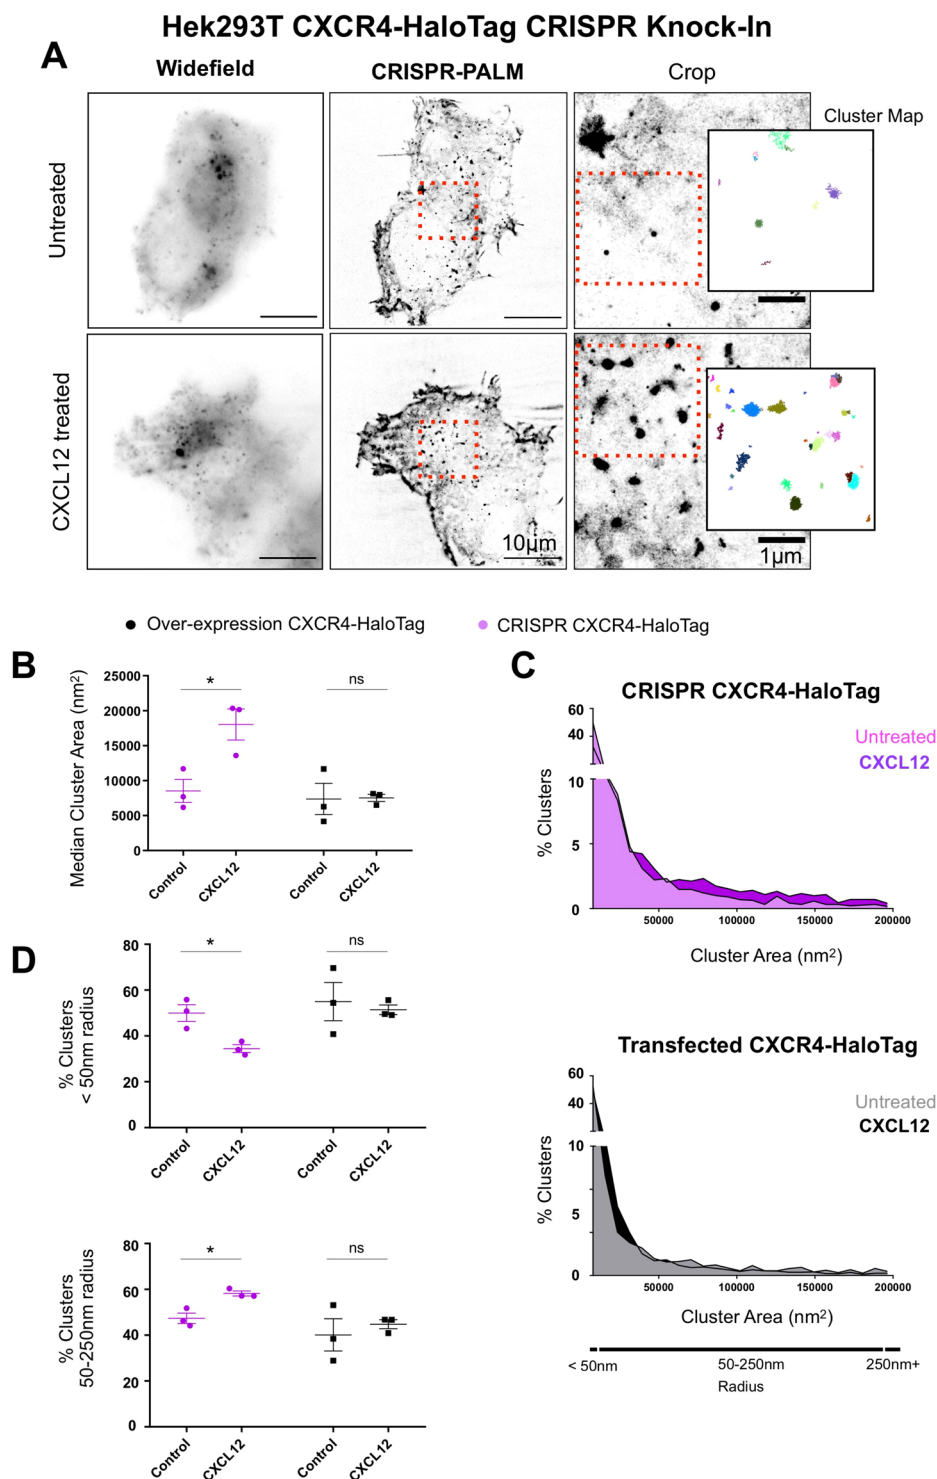 Hek293T CXCR4-HaloTag CRISPR Knock-In
A
Widefield
CRISPR-PALM
Crop
Cluster Map
Untreated
CXCL12 treated
10μm
1μm
Over-expression CXCR4-HaloTag
CRISPR CXCR4-HaloTag
B
Median Cluster Area (nm²)
25000
20000
15000
10000
5000
0
*
ns
Control
CXCL12
Control
CXCL12
C
CRISPR CXCR4-HaloTag
% Clusters
60
40
10
5
0
Untreated
CXCL12
50000
100000
150000
200000
Cluster Area (nm²)
D
% Clusters
< 50nm radius
80
60
40
20
0
*
ns
Control
CXCL12
Control
CXCL12
Transfected CXCR4-HaloTag
% Clusters
60
40
10
5
0
Untreated
CXCL12
50000
100000
150000
200000
Cluster Area (nm²)
< 50nm
50-250nm
250nm+
Radius
% Clusters
50-250nm radius
80
60
40
20
0
*
ns
Control
CXCL12
Control
CXCL12